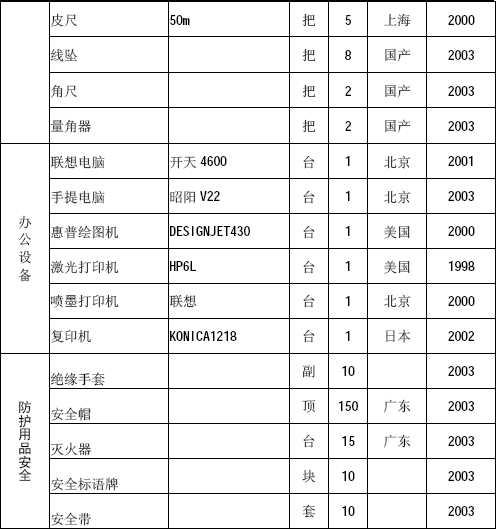 皮尺 50m 把 5 上海 2000
线坠 把 8 国产 2003
角尺 把 2 国产 2003
量角器 把 2 国产 2003
办公设备
联想电脑 开天 4600 台 1 北京 2001
手提电脑 昭阳 V22 台 1 北京 2003
惠普绘图机 DESIGNJET430 台 1 美国 2000
激光打印机 HP6L 台 1 美国 1998
喷墨打印机 联想 台 1 北京 2000
复印机 KONICA1218 台 1 日本 2002
防护用品安全
绝缘手套 副 10 2003
安全帽 顶 150 广东 2003
灭火器 台 15 广东 2003
安全标语牌 块 10 2003
安全带 套 10 2003